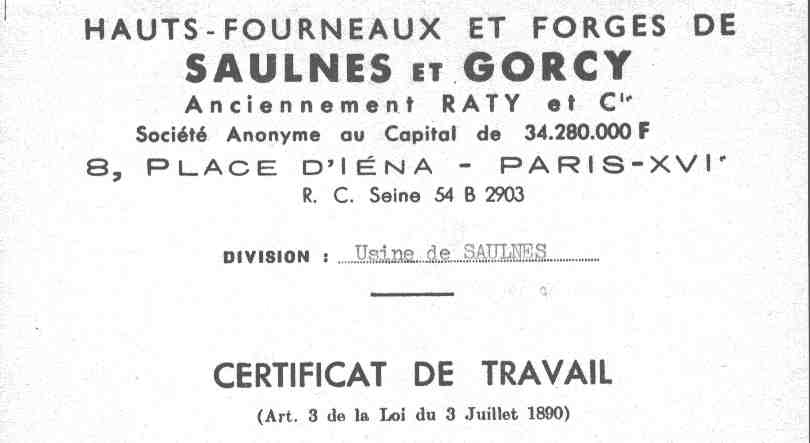 HAUTS-FOURNEAUX ET FORGES DE
SAULNES ET GORCY
Anciennement RATY et Cie
Société Anonyme au Capital de 34.280.000 F
8, PLACE D'IÉNA - PARIS-XVIe
R. C. Seine 54 B 2903
DIVISION : Usine de SAULNES
CERTIFICAT DE TRAVAIL
(Art. 3 de la Loi du 3 Juillet 1890)